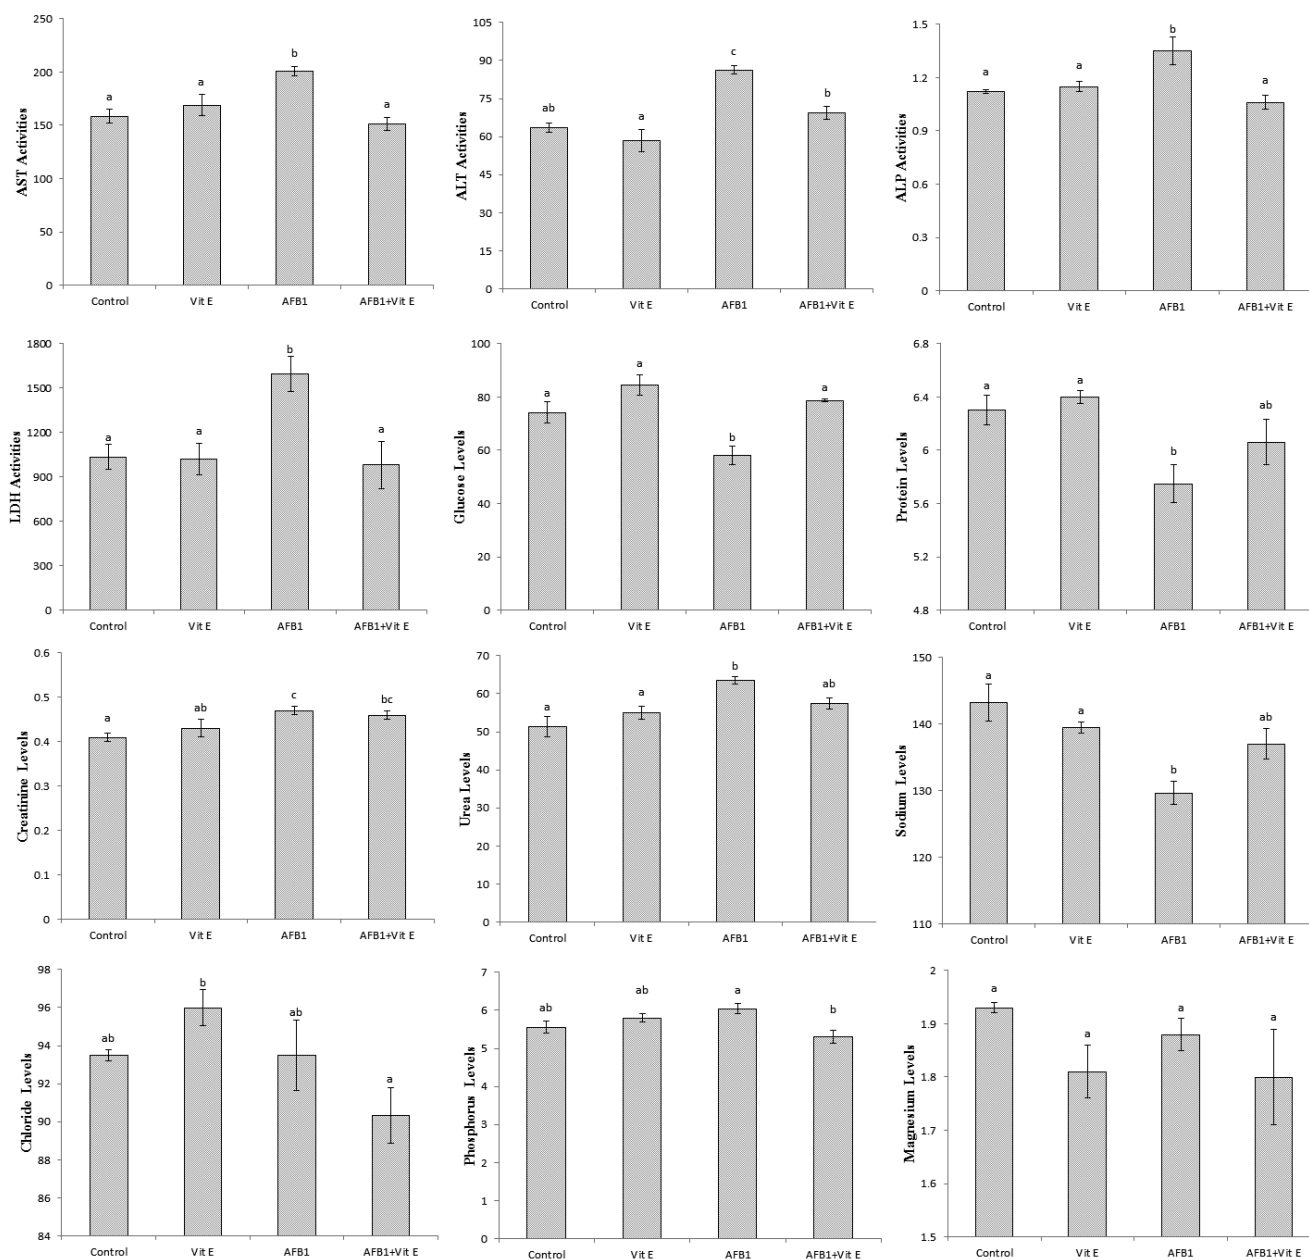 AST Activities
250
200
150
100
50
0
a
a
b
a
Control
Vit E
AFB1
AFB1+Vit E
ALT Activities
105
90
75
60
45
30
15
0
ab
a
c
b
Control
Vit E
AFB1
AFB1+Vit E
ALP Activities
1.5
1.2
0.9
0.6
0.3
0
a
a
b
a
Control
Vit E
AFB1
AFB1+Vit E
LDH Activities
1800
1500
1200
900
600
300
0
a
a
b
a
Control
Vit E
AFB1
AFB1+Vit E
Glucose Levels
100
80
60
40
20
0
a
a
b
a
Control
Vit E
AFB1
AFB1+Vit E
Protein Levels
6.8
6.4
6
5.6
5.2
4.8
a
a
b
ab
Control
Vit E
AFB1
AFB1+Vit E
Creatinine Levels
0.6
0.5
0.4
0.3
0.2
0.1
0
a
ab
c
bc
Control
Vit E
AFB1
AFB1+Vit E
Urea Levels
70
60
50
40
30
20
10
0
a
a
b
ab
Control
Vit E
AFB1
AFB1+Vit E
Sodium Levels
150
140
130
120
110
a
a
b
ab
Control
Vit E
AFB1
AFB1+Vit E
Chloride Levels
98
96
94
92
90
88
86
84
ab
b
ab
a
Control
Vit E
AFB1
AFB1+Vit E
Phosphorus Levels
7
6
5
4
3
2
1
0
ab
ab
a
b
Control
Vit E
AFB1
AFB1+Vit E
Magnesium Levels
2
1.9
1.8
1.7
1.6
1.5
a
a
a
a
Control
Vit E
AFB1
AFB1+Vit E